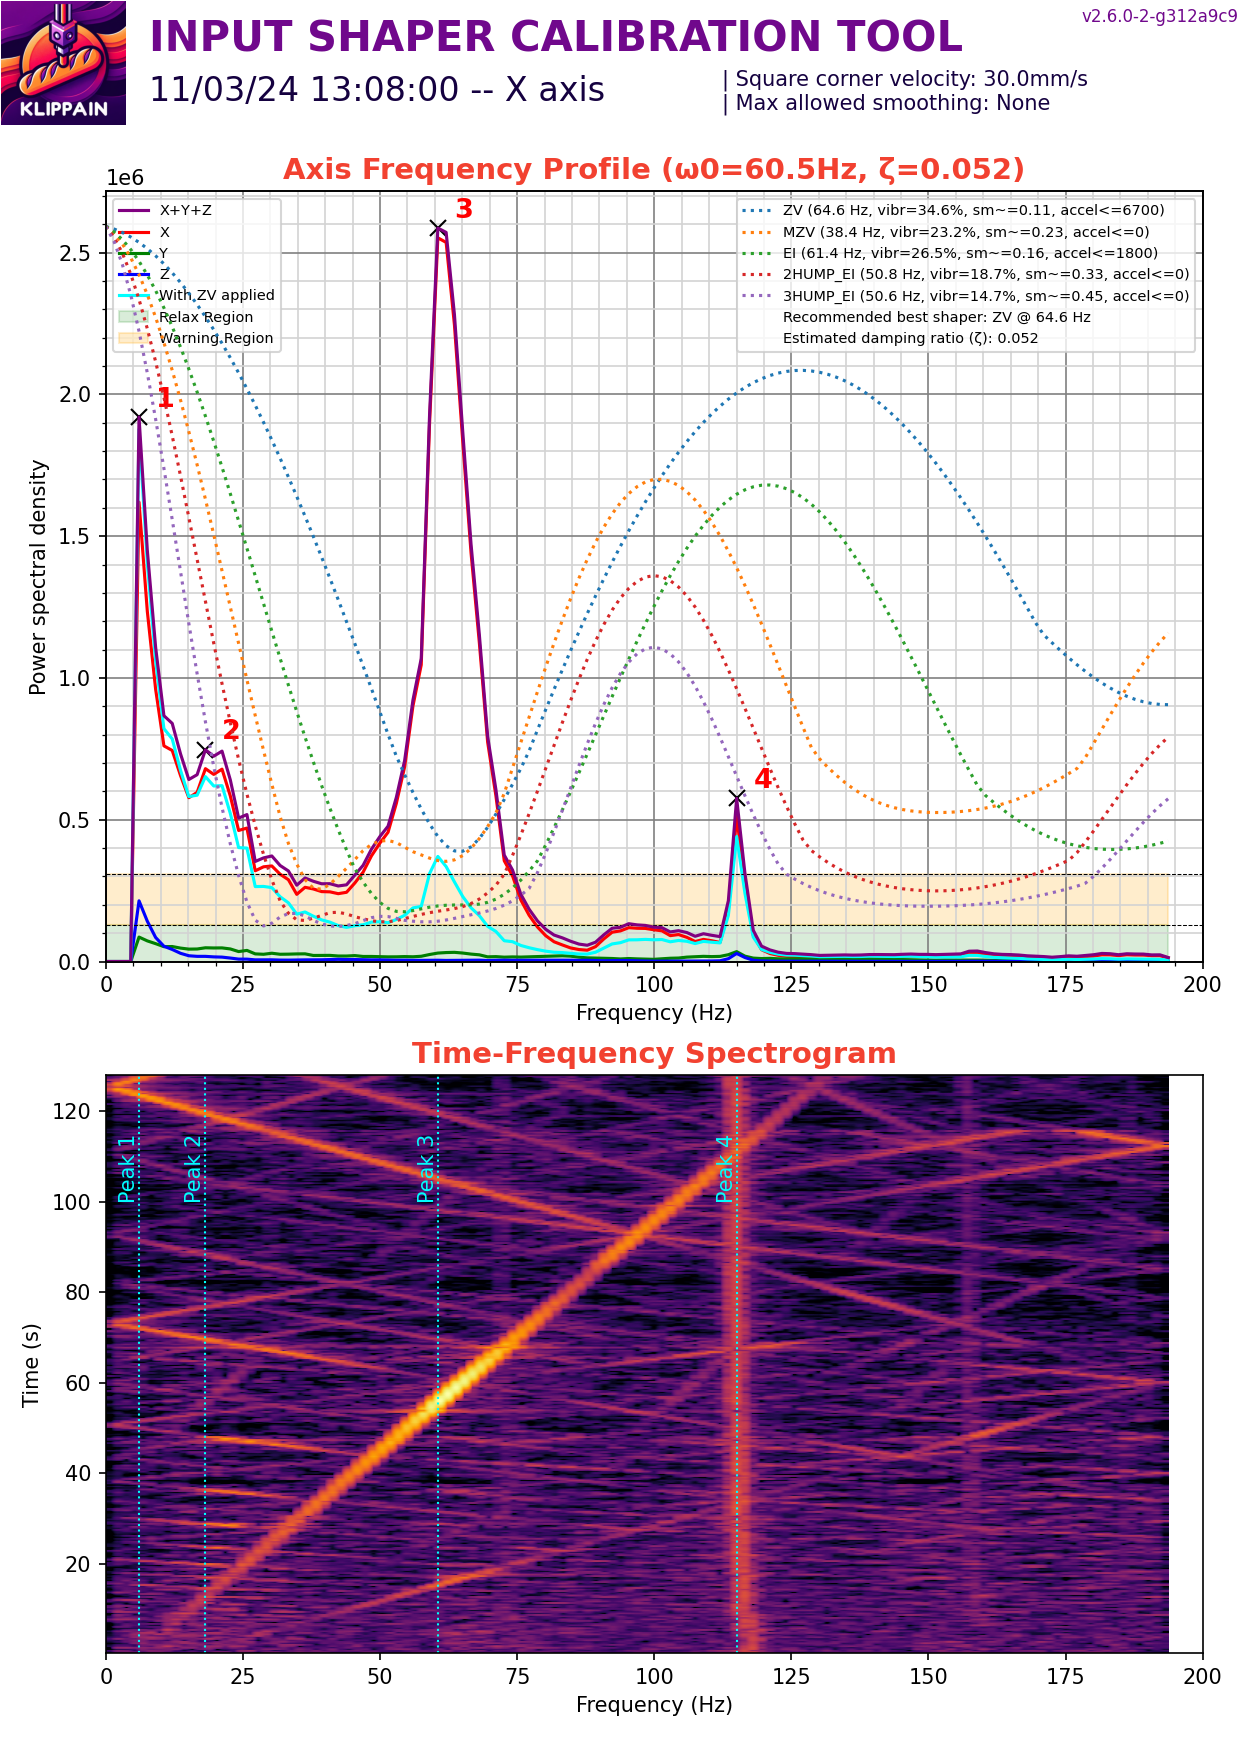 v2.6.0-2-g312a9c9
INPUT SHAPER CALIBRATION TOOL
11/03/24 13:08:00 -- X axis
| Square corner velocity: 30.0mm/s
| Max allowed smoothing: None
KLIPPAIN
Axis Frequency Profile (ω0=60.5Hz, ζ=0.052)
1e6
X+Y+Z
X
Y
Z
With ZV applied
Relax Region
Warning Region
ZV (64.6 Hz, vibr=34.6%, sm~=0.11, accel<=6700)
MZV (38.4 Hz, vibr=23.2%, sm~=0.23, accel<=0)
EI (61.4 Hz, vibr=26.5%, sm~=0.16, accel<=1800)
2HUMP_EI (50.8 Hz, vibr=18.7%, sm~=0.33, accel<=0)
3HUMP_EI (50.6 Hz, vibr=14.7%, sm~=0.45, accel<=0)
Recommended best shaper: ZV @ 64.6 Hz
Estimated damping ratio (ζ): 0.052
1
2
3
4
Power spectral density
2.5
2.0
1.5
1.0
0.5
0.0
0 25 50 75 100 125 150 175 200
Frequency (Hz)
Time-Frequency Spectrogram
Peak 1
Peak 2
Peak 3
Peak 4
Time (s)
120
100
80
60
40
20
0 25 50 75 100 125 150 175 200
Frequency (Hz)